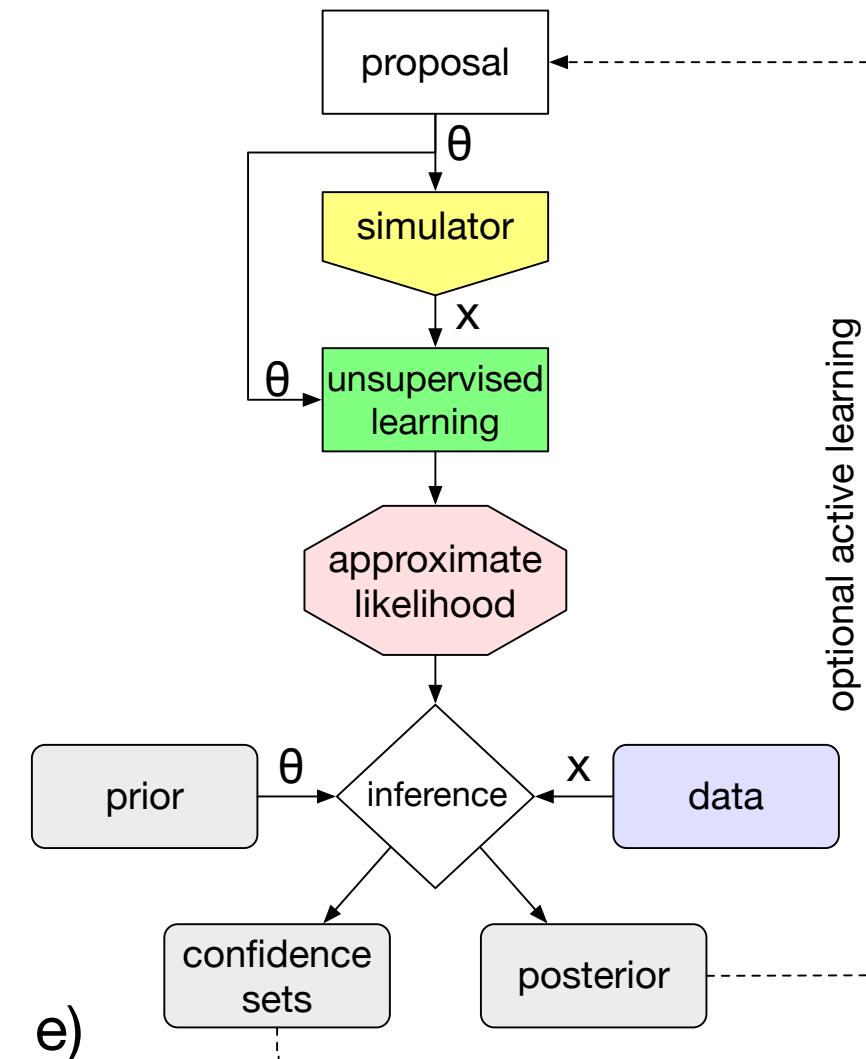 proposal
θ
simulator
x
θ
unsupervised
learning
approximate
likelihood
optional active learning
prior
θ
inference
x
data
confidence
sets
posterior
e)